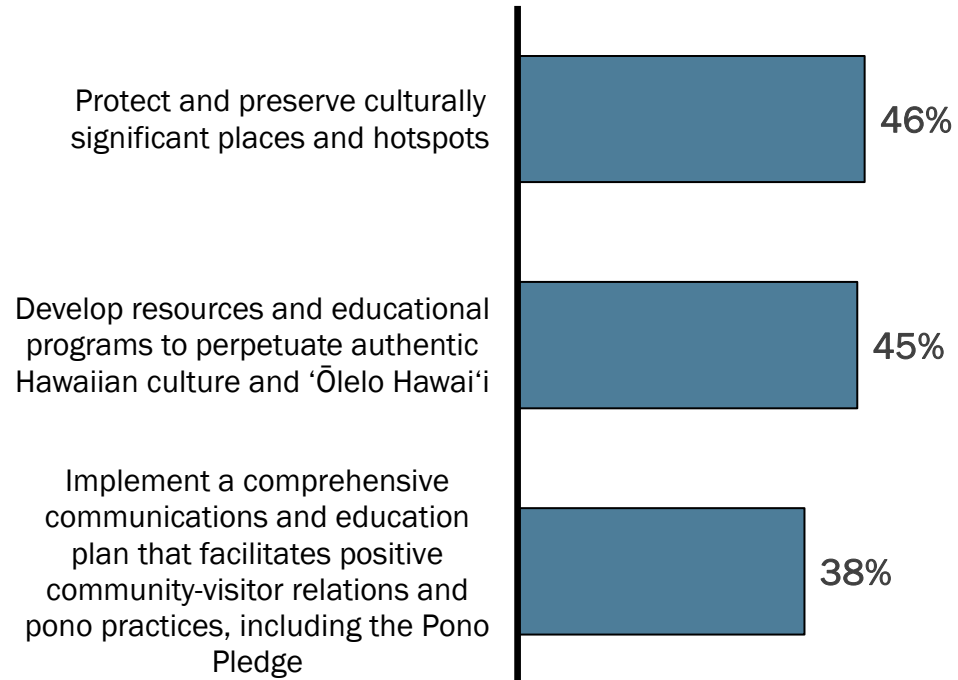 Protect and preserve culturally
significant places and hotspots
46%
Develop resources and educational
programs to perpetuate authentic
Hawaiian culture and ‘Ōlelo Hawai‘i
45%
Implement a comprehensive
communications and education
plan that facilitates positive
community-visitor relations and
pono practices, including the Pono
Pledge
38%